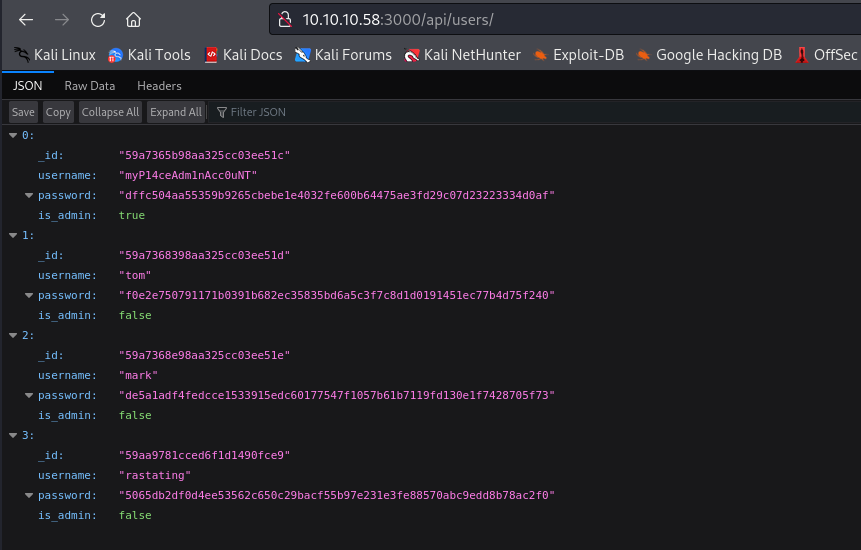 10.10.10.58:3000/api/users/
Kali Linux Kali Tools Kali Docs Kali Forums Kali NetHunter Exploit-DB Google Hacking DB OffSec
JSON Raw Data Headers
Save Copy Collapse All Expand All Filter JSON
0:
_id: "59a7365b98aa325cc03ee51c"
username: "myP14ceAdm1nAcc0uNT"
password: "dffc504aa55359b9265cbebe1e4032fe600b64475ae3fd29c07d23223334d0af"
is_admin: true
1:
_id: "59a7368398aa325cc03ee51d"
username: "tom"
password: "f0e2e750791171b0391b682ec35835bd6a5c3f7c8d1d0191451ec77b4d75f240"
is_admin: false
2:
_id: "59a7368e98aa325cc03ee51e"
username: "mark"
password: "de5a1adf4fedcce1533915edc60177547f1057b61b7119fd130e1f7428705f73"
is_admin: false
3:
_id: "59aa9781cced6f1d1490fce9"
username: "rastating"
password: "5065db2df0d4ee53562c650c29bacf55b97e231e3fe88570abc9edd8b78ac2f0"
is_admin: false